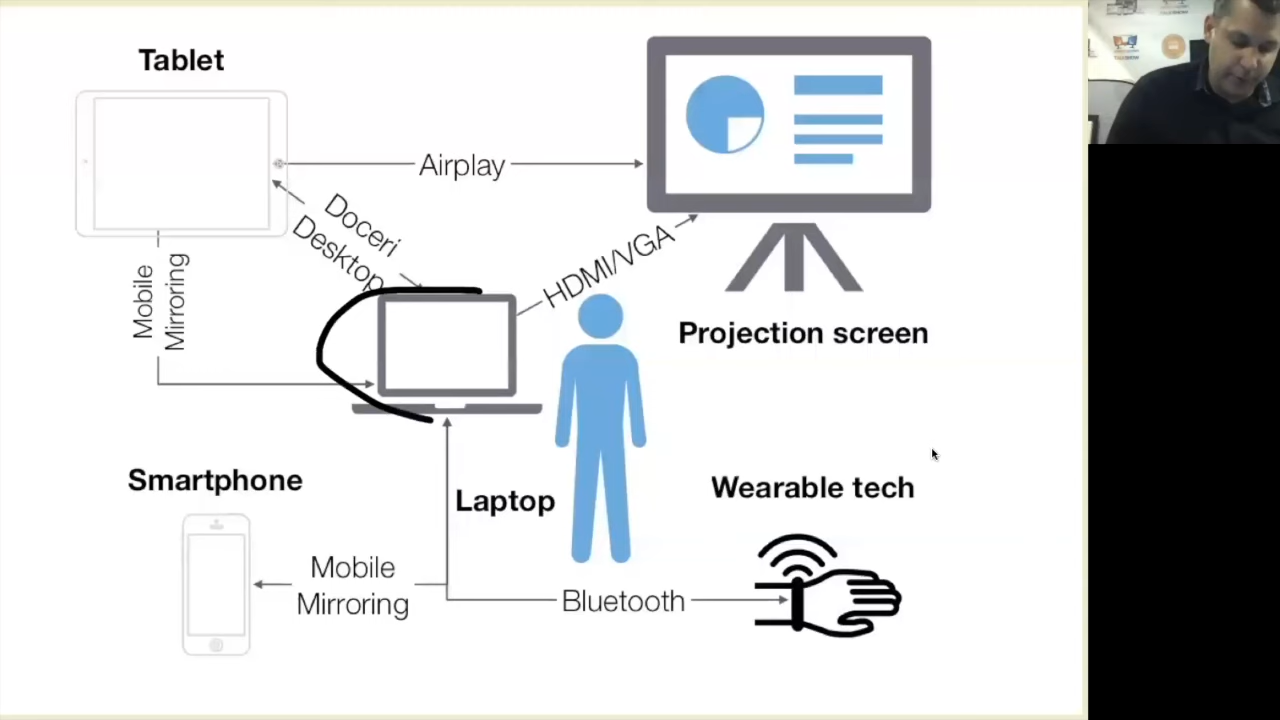 Tablet
Airplay
Doceri
Desktop
HDMI/VGA
Mobile
Mirroring
Projection screen
Smartphone
Laptop
Wearable tech
Mobile
Mirroring
Bluetooth